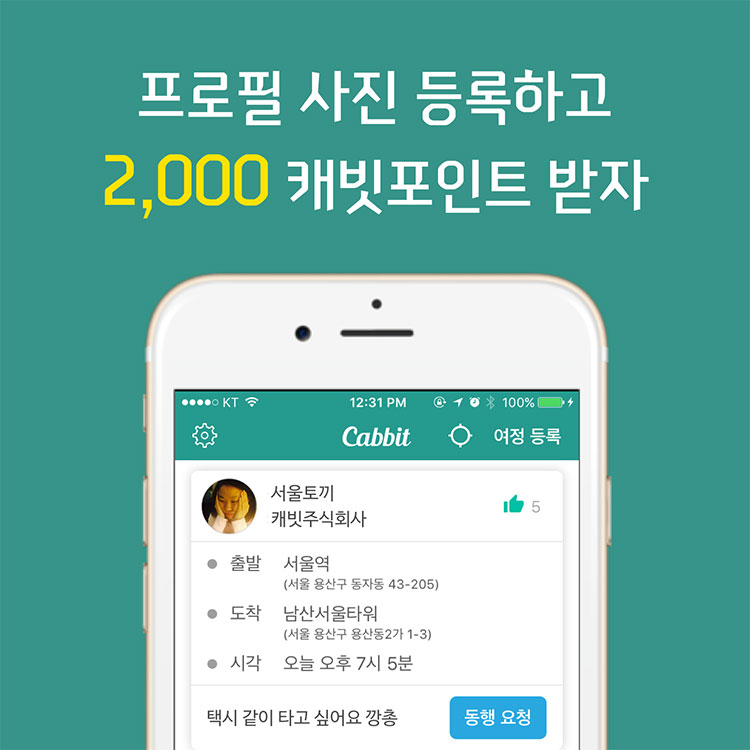 프로필 사진 등록하고
2,000 캐빗포인트 받자
KT 12:31 PM 100%
Cabbit 여정 등록
서울토끼
캐빗주식회사
5
출발 서울역
(서울 용산구 동자동 43-205)
도착 남산서울타워
(서울 용산구 용산동2가 1-3)
시각 오늘 오후 7시 5분
택시 같이 타고 싶어요 깡총 동행 요청